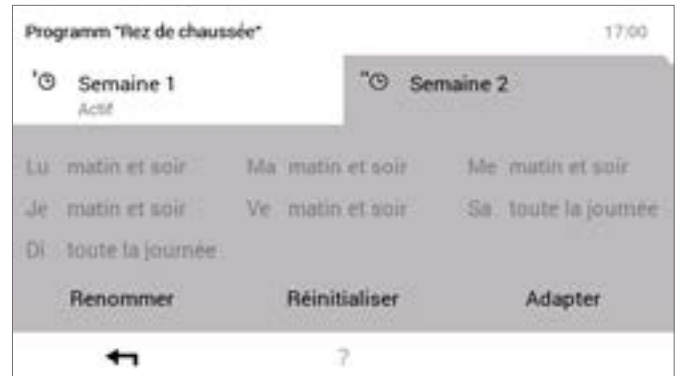 Programm "Rez de chaussée" 17:00
Semaine 1 Semaine 2
Actif
Lu matin et soir Ma matin et soir Me matin et soir
Je matin et soir Ve matin et soir Sa toute la journée
Di toute la journée
Renommer Réinitialiser Adapter
?